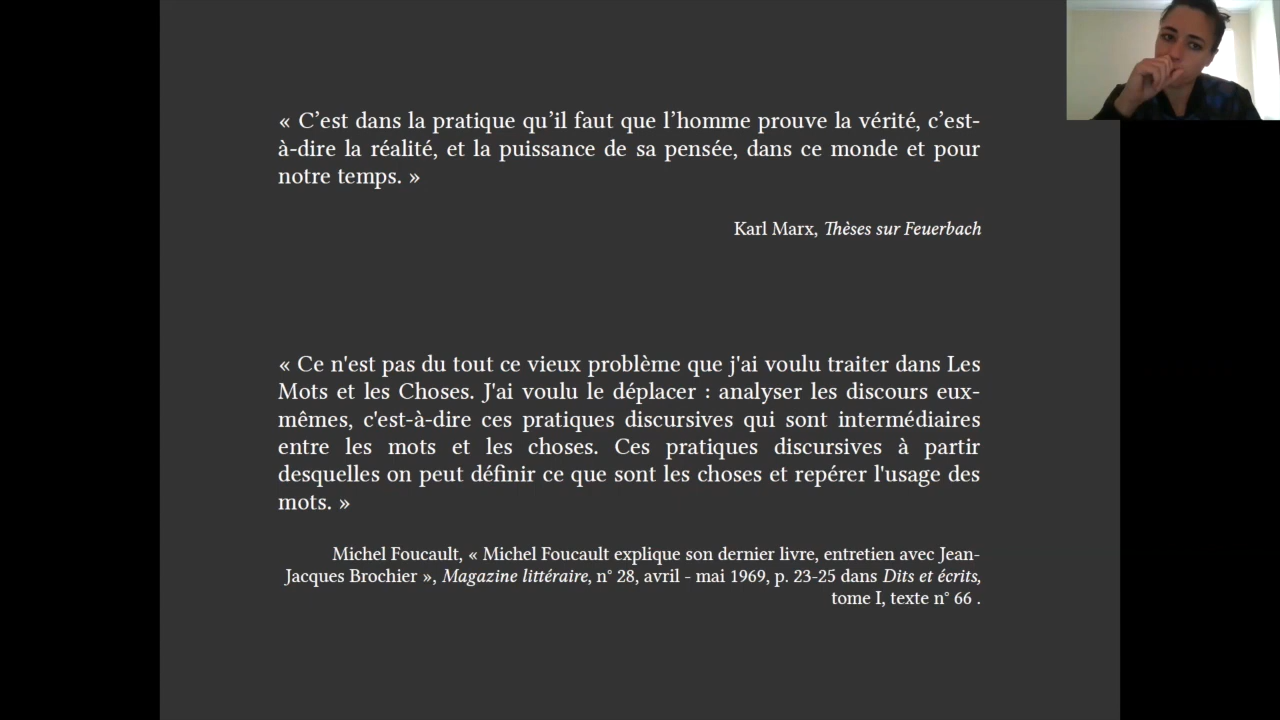 « C’est dans la pratique qu’il faut que l’homme prouve la vérité, c’est-
à-dire la réalité, et la puissance de sa pensée, dans ce monde et pour
notre temps. »
Karl Marx, Thèses sur Feuerbach
« Ce n'est pas du tout ce vieux problème que j'ai voulu traiter dans Les
Mots et les Choses. J'ai voulu le déplacer : analyser les discours eux-
mêmes, c'est-à-dire ces pratiques discursives qui sont intermédiaires
entre les mots et les choses. Ces pratiques discursives à partir
desquelles on peut définir ce que sont les choses et repérer l'usage des
mots. »
Michel Foucault, « Michel Foucault explique son dernier livre, entretien avec Jean-
Jacques Brochier », Magazine littéraire, n° 28, avril - mai 1969, p. 23-25 dans Dits et écrits,
tome I, texte n° 66 .